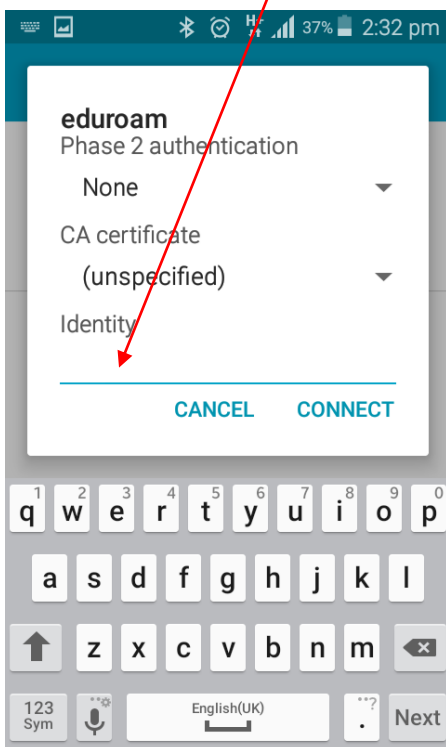 H+ 37% 2:32 pm
eduroam
Phase 2 authentication
None
CA certificate
(unspecified)
Identity
CANCEL CONNECT
1 2 3 4 5 6 7 8 9 0
q w e r t y u i o p
a s d f g h j k l
z x c v b n m
123
Sym English(UK) . ? Next